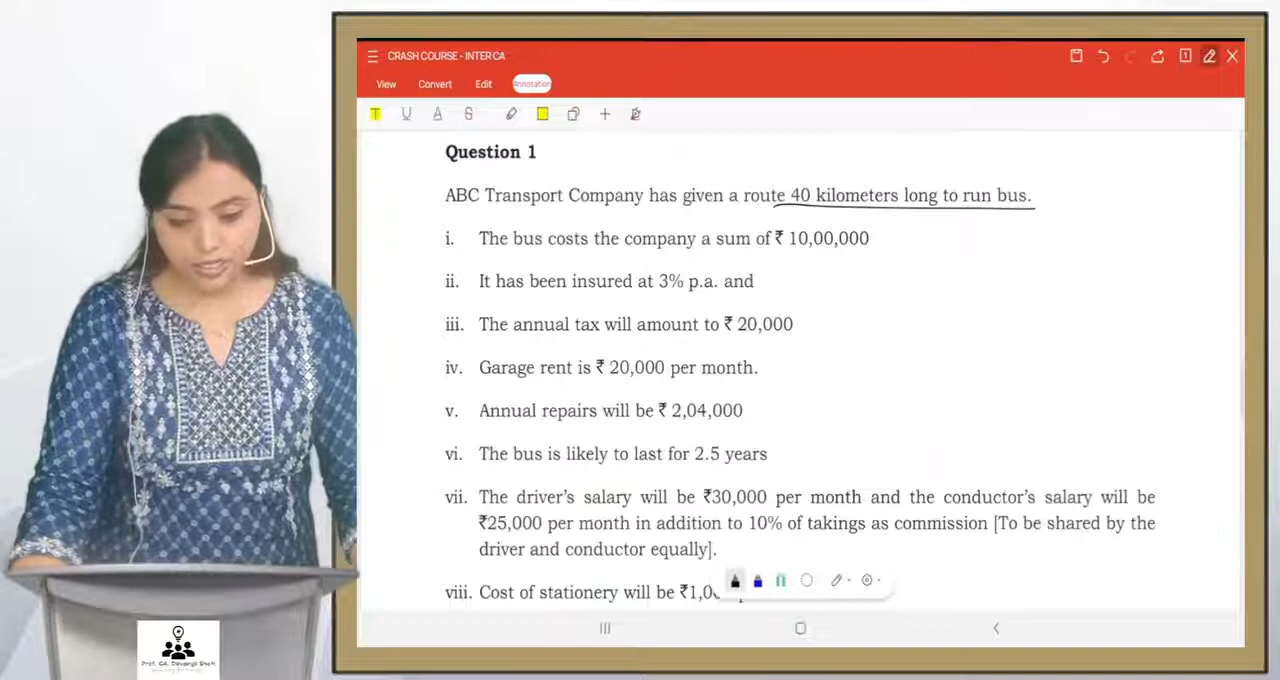 CRASH COURSE - INTER CA
View Convert Edit Annotation
Question 1
ABC Transport Company has given a route 40 kilometers long to run bus.
i. The bus costs the company a sum of ₹ 10,00,000
ii. It has been insured at 3% p.a. and
iii. The annual tax will amount to ₹ 20,000
iv. Garage rent is ₹ 20,000 per month.
v. Annual repairs will be ₹ 2,04,000
vi. The bus is likely to last for 2.5 years
vii. The driver's salary will be ₹30,000 per month and the conductor's salary will be
₹25,000 per month in addition to 10% of takings as commission [To be shared by the
driver and conductor equally].
viii. Cost of stationery will be
Prof. CA. Devangi Shah